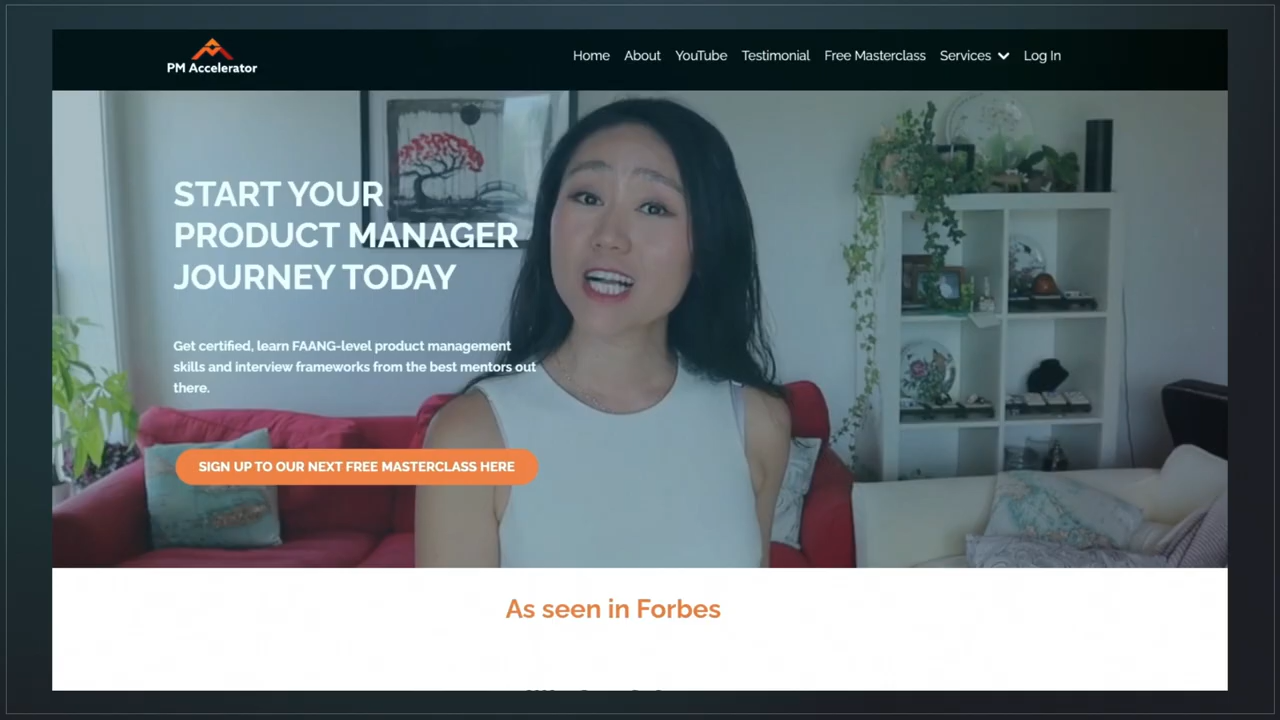 PM Accelerator
Home About YouTube Testimonial Free Masterclass Services Log In
START YOUR
PRODUCT MANAGER
JOURNEY TODAY
Get certified, learn FAANG-level product management
skills and interview frameworks from the best mentors out
there.
SIGN UP TO OUR NEXT FREE MASTERCLASS HERE
As seen in Forbes